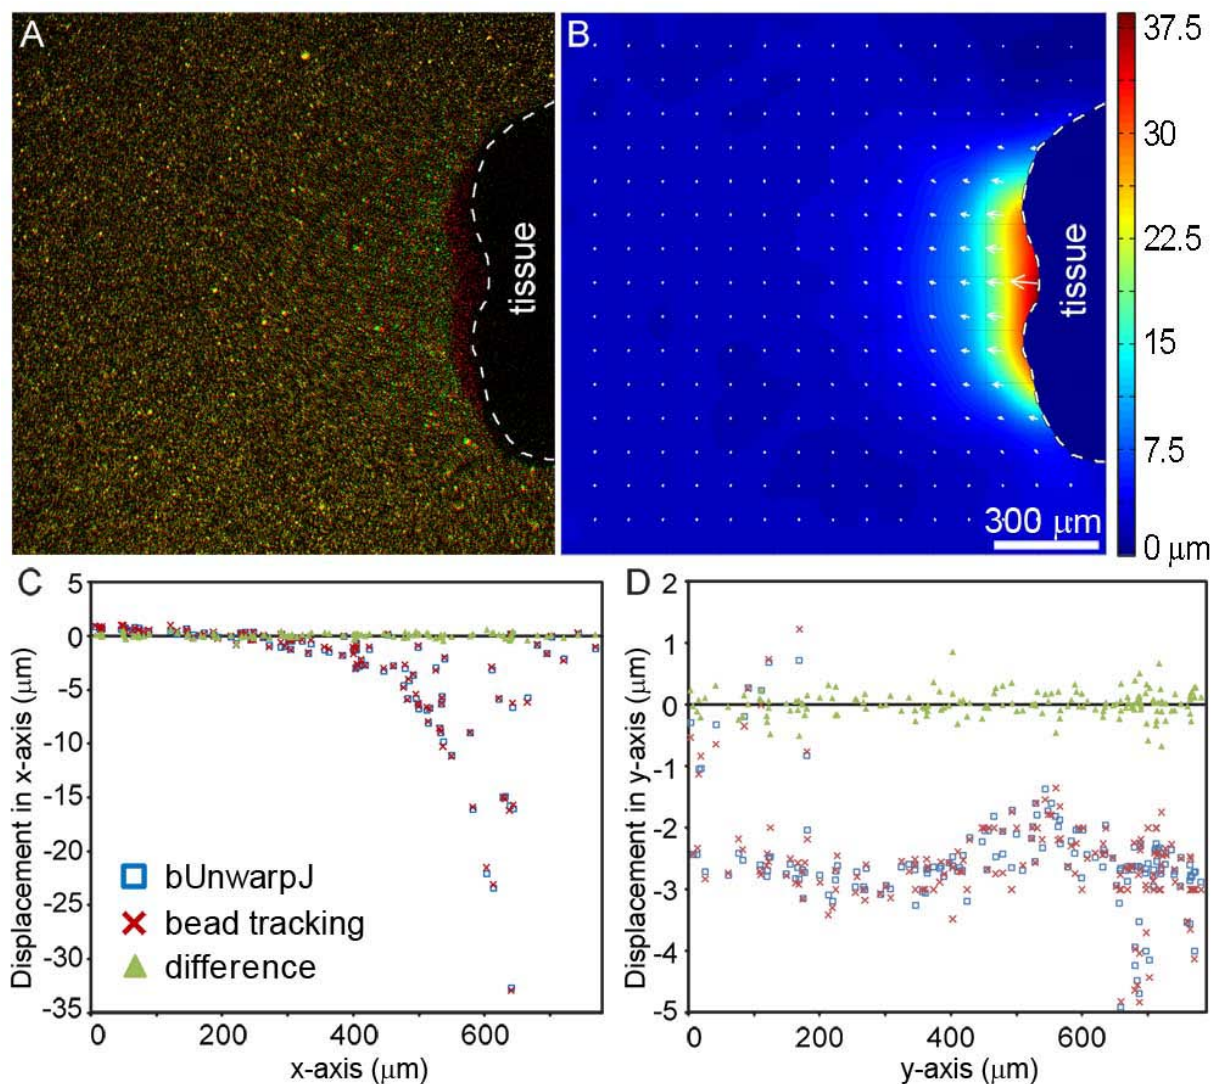 A
tissue
B
tissue
300 μm
37.5
30
22.5
15
7.5
0 μm
C
5
0
-5
-10
-15
-20
-25
-30
-35
Displacement in x-axis (μm)
bUnwarpJ
bead tracking
difference
0
200
400
600
x-axis (μm)
D
2
1
0
-1
-2
-3
-4
-5
Displacement in y-axis (μm)
0
200
400
600
y-axis (μm)